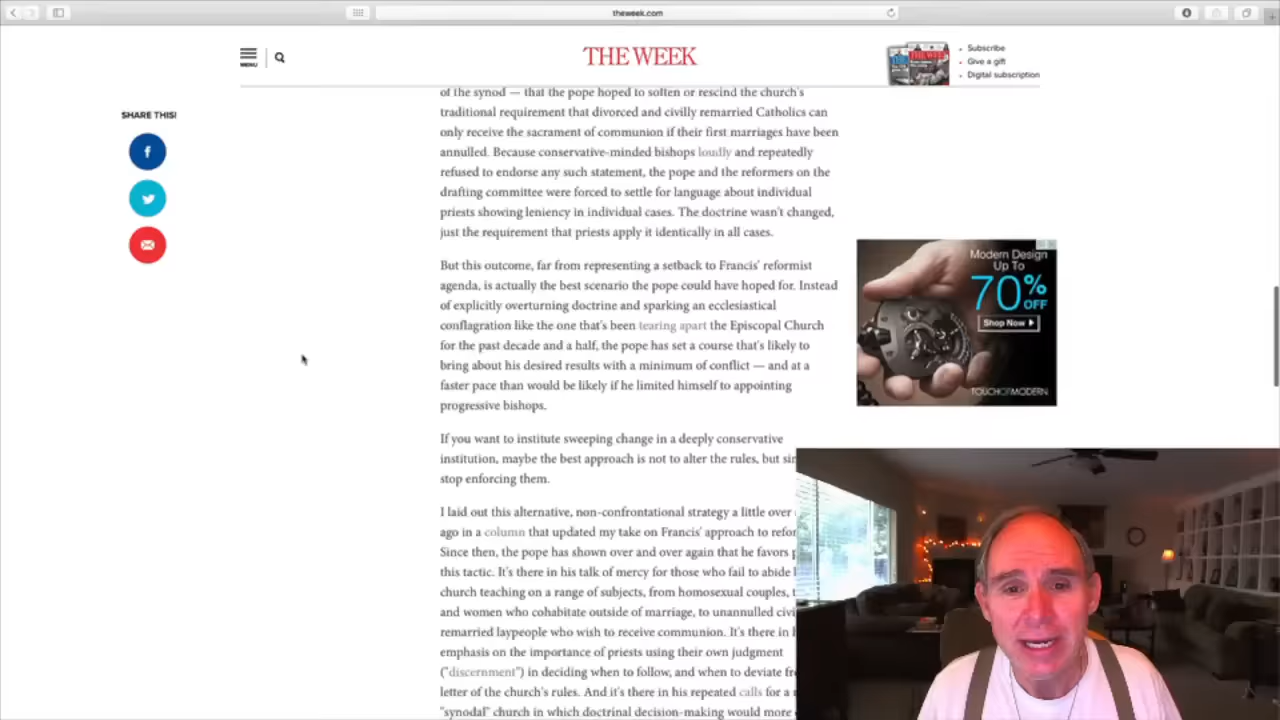 theweek.com
MENU
THE WEEK
Subscribe
Give a gift
Digital subscription
SHARE THIS!
of the synod — that the pope hoped to soften or rescind the church's
traditional requirement that divorced and civilly remarried Catholics can
only receive the sacrament of communion if their first marriages have been
annulled. Because conservative-minded bishops loudly and repeatedly
refused to endorse any such statement, the pope and the reformers on the
drafting committee were forced to settle for language about individual
priests showing leniency in individual cases. The doctrine wasn't changed,
just the requirement that priests apply it identically in all cases.
But this outcome, far from representing a setback to Francis' reformist
agenda, is actually the best scenario the pope could have hoped for. Instead
of explicitly overturning doctrine and sparking an ecclesiastical
conflagration like the one that's been tearing apart the Episcopal Church
for the past decade and a half, the pope has set a course that's likely to
bring about his desired results with a minimum of conflict — and at a
faster pace than would be likely if he limited himself to appointing
progressive bishops.
If you want to institute sweeping change in a deeply conservative
institution, maybe the best approach is not to alter the rules, but
stop enforcing them.
I laid out this alternative, non-confrontational strategy a little over
ago in a column that updated my take on Francis' approach to
Since then, the pope has shown over and over again that he favors
this tactic. It's there in his talk of mercy for those who fail to abide
church teaching on a range of subjects, from homosexual couples,
and women who cohabitate outside of marriage, to unannulled
remarried laypeople who wish to receive communion. It's there in
emphasis on the importance of priests using their own judgment
("discernment") in deciding when to follow, and when to deviate
letter of the church's rules. And it's there in his repeated calls for a
"synodal" church in which doctrinal decision-making would more
Modern Design
Up To
70%
OFF
Shop Now
TOUCHOFMODERN